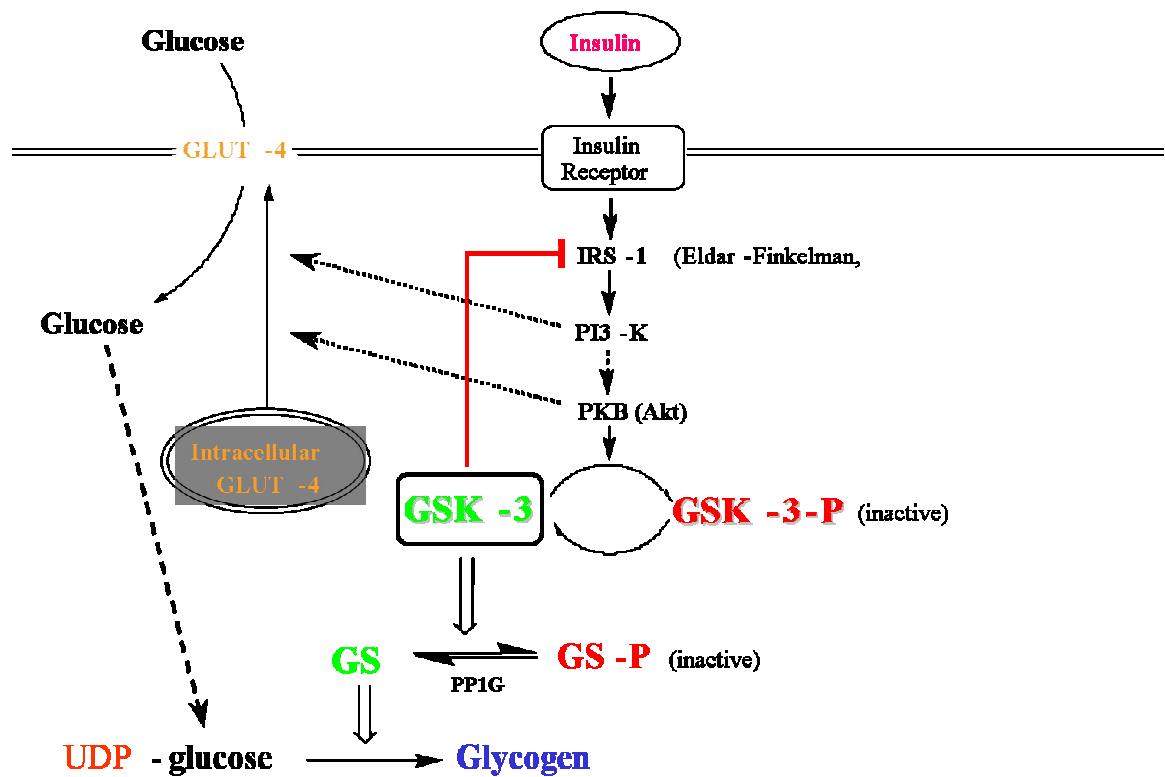 Glucose
Insulin
GLUT -4
Insulin
Receptor
IRS -1 (Eldar -Finkelman,
Glucose
PI3 -K
PKB (Akt)
Intracellular
GLUT -4
GSK -3
GSK -3-P (inactive)
GS
GS -P (inactive)
PP1G
UDP - glucose
Glycogen